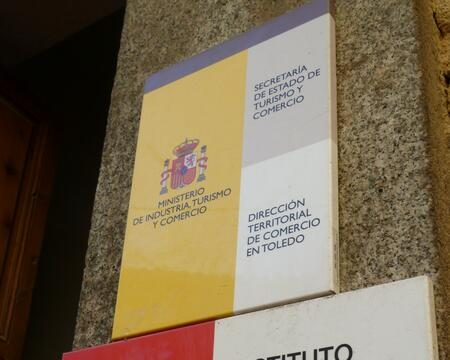 SECRETARÍA
DE ESTADO DE
TURISMO Y
COMERCIO
MINISTERIO
DE INDUSTRIA, TURISMO
Y COMERCIO
DIRECCIÓN
TERRITORIAL
DE COMERCIO
EN TOLEDO